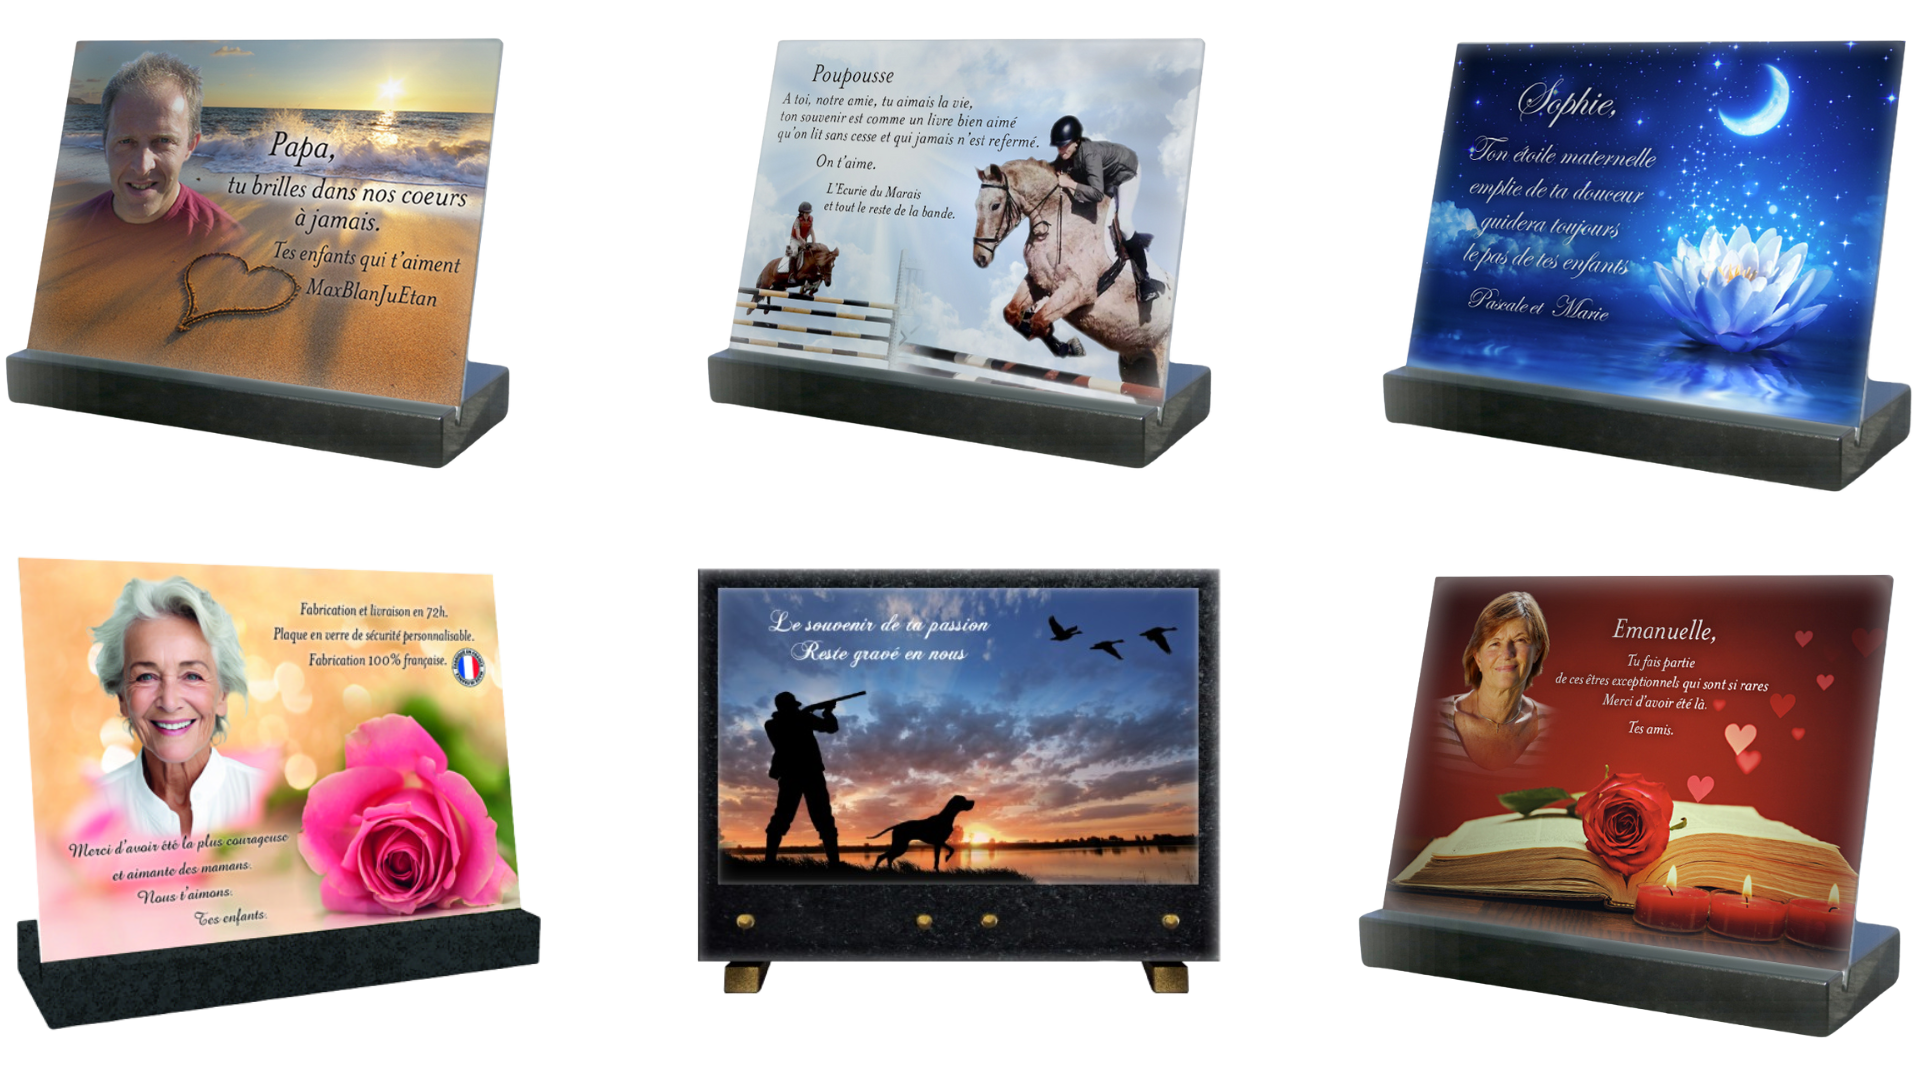 Papa,
tu brilles dans nos coeurs
à jamais.
Tes enfants qui t'aiment
MaxBlanJuEtan
Poupousse
A toi, notre amie, tu aimais la vie,
ton souvenir est comme un livre bien aimé
qu'on lit sans cesse et qui jamais n'est refermé.
On t'aime.
L'Ecurie du Marais
et tout le reste de la bande.
Sophie,
Ton étoile maternelle
emplie de ta douceur
guidera toujours
le pas de tes enfants
Pascale et Marie
Fabrication et livraison en 72h.
Plaque en verre de sécurité personnalisable.
Fabrication 100% française.
Merci d'avoir été la plus courageuse
et aimante des mamans.
Nous t'aimons.
Tes enfants.
Le souvenir de ta passion
Reste gravé en nous
Emanuelle,
Tu fais partie
de ces êtres exceptionnels qui sont si rares
Merci d'avoir été là.
Tes amis.